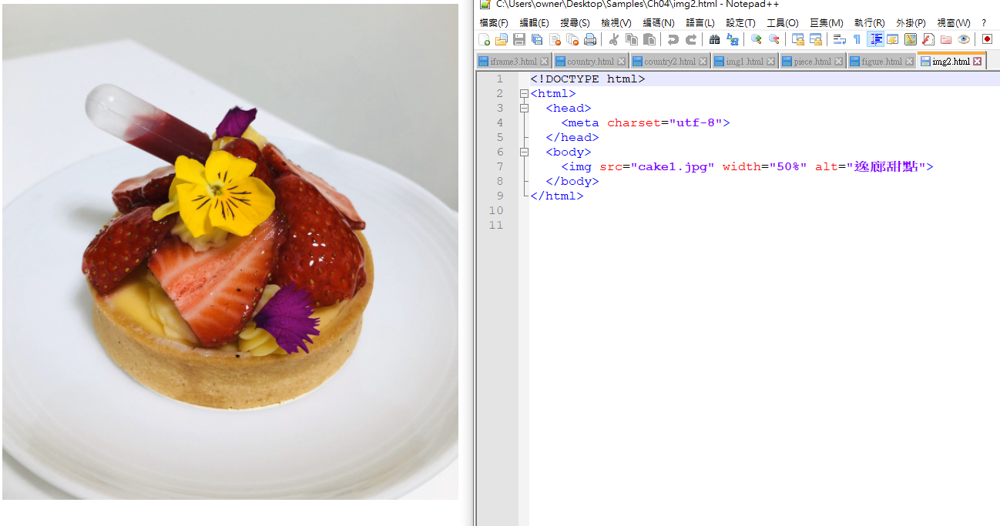 C:\Users\owner\Desktop\Samples\Ch04\img2.html - Notepad++
檔案(F) 編輯(E) 搜尋(S) 檢視(V) 編碼(N) 語言(L) 設定(T) 工具(O) 巨集(M) 執行(R) 外掛(P) 視窗(W) ?
iframe3.html country.html country2.html img1.html piece.html figure.html img2.html
1 <!DOCTYPE html>
2 <html>
3 <head>
4 <meta charset="utf-8">
5 </head>
6 <body>
7 <img src="cake1.jpg" width="50%" alt="逸廊甜點">
8 </body>
9 </html>
10
11